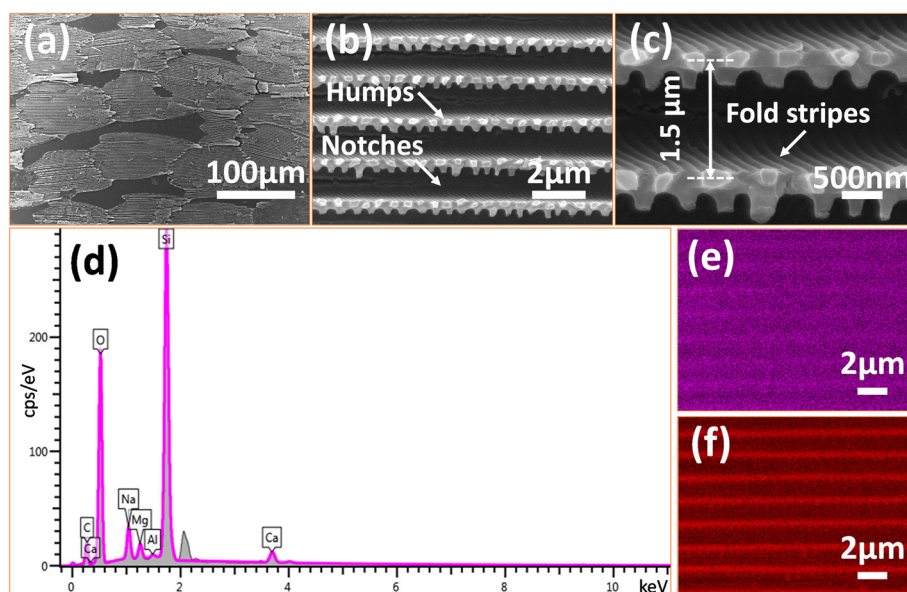 (a)
100μm
(b)
Humps
Notches
2μm
(c)
1.5 μm
Fold stripes
500nm
(d)
Si
O
Na
Mg
C
Al
Ca
Ca
200
100
0
cps/eV
0 2 4 6 8 10
keV
(e)
2μm
(f)
2μm